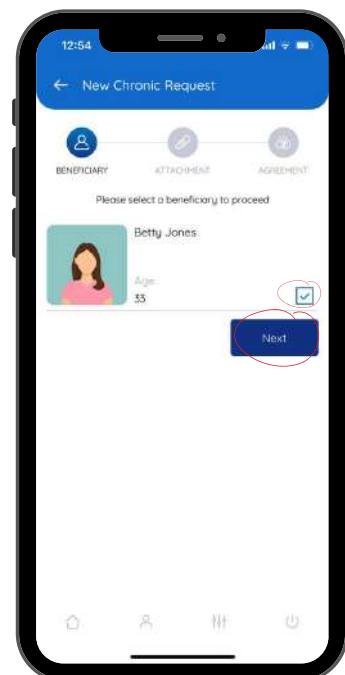 12:54
New Chronic Request
BENEFICIARY ATTACHMENT AGREEMENT
Please select a beneficiary to proceed
Betty Jones
Age:
33
Next